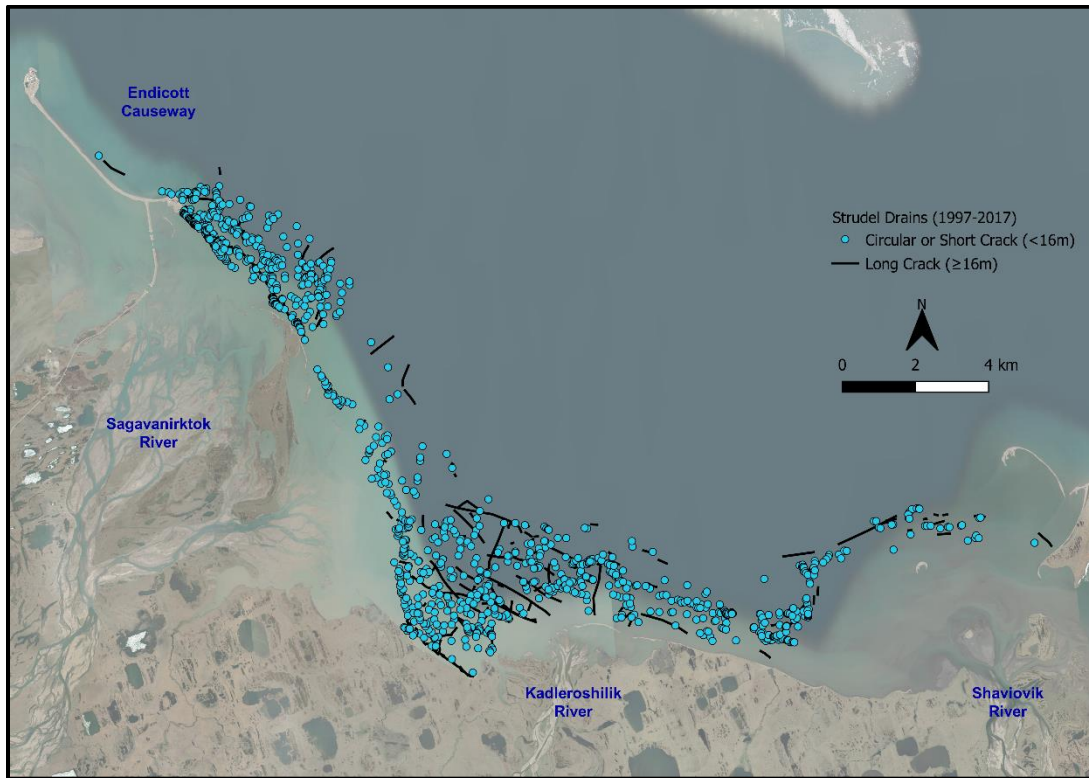 Endicott
Causeway
Strudel Drains (1997-2017)
Circular or Short Crack (<16m)
Long Crack (≥16m)
N
0 2 4 km
Sagavanirktok
River
Kadleroshilik
River
Shaviovik
River